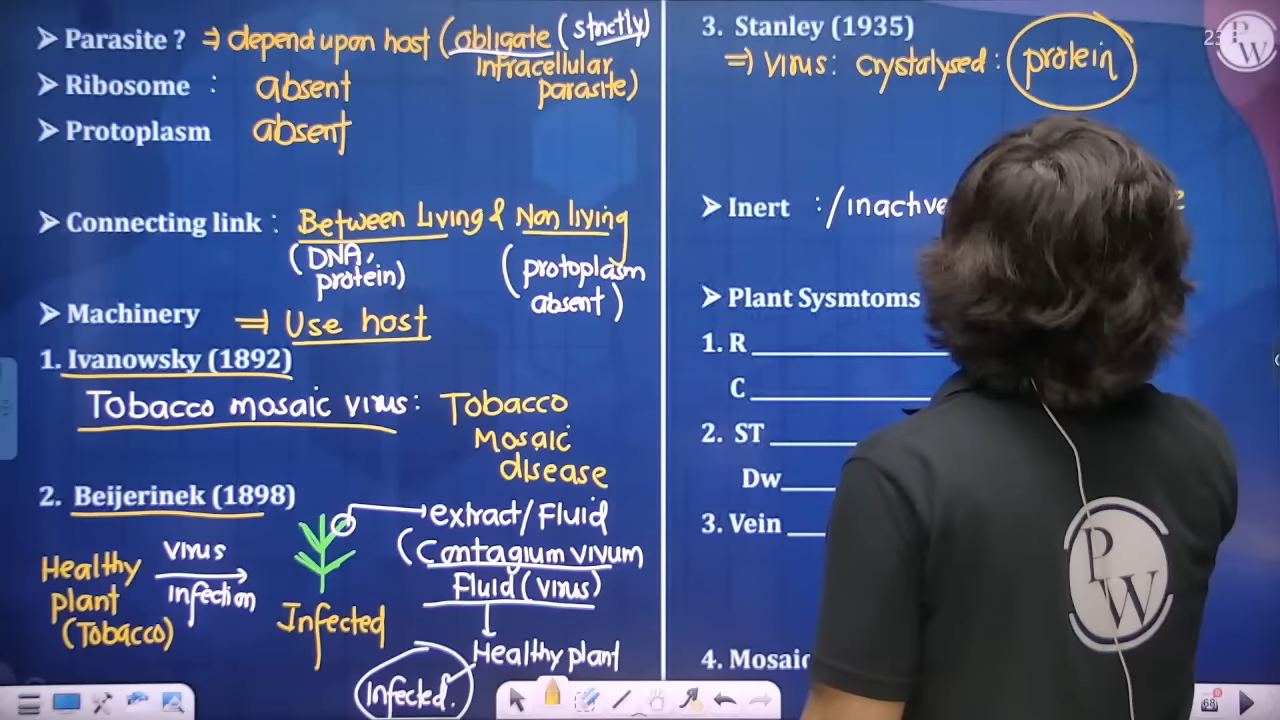 ➤ Parasite ? ⇒ depend upon host (obligate (strictly)
intracellular
parasite)
➤ Ribosome : absent
➤ Protoplasm absent
➤ Connecting link : Between Living & Non living
(DNA, protein) (protoplasm absent)
➤ Machinery ⇒ Use host
1. Ivanowsky (1892)
Tobacco mosaic virus: Tobacco
Mosaic
disease
2. Beijerinek (1898)
extract/Fluid
(Contagium vivum
Fluid (virus)
Healthy plant (Tobacco)
virus
infection
Infected
Healthy plant
Infected.
3. Stanley (1935)
⇒ Virus: crystalysed : protein
➤ Inert :/inactive
➤ Plant Sysmtoms
1. R
C
2. ST
Dw
3. Vein
4. Mosaic
PW
PW
68